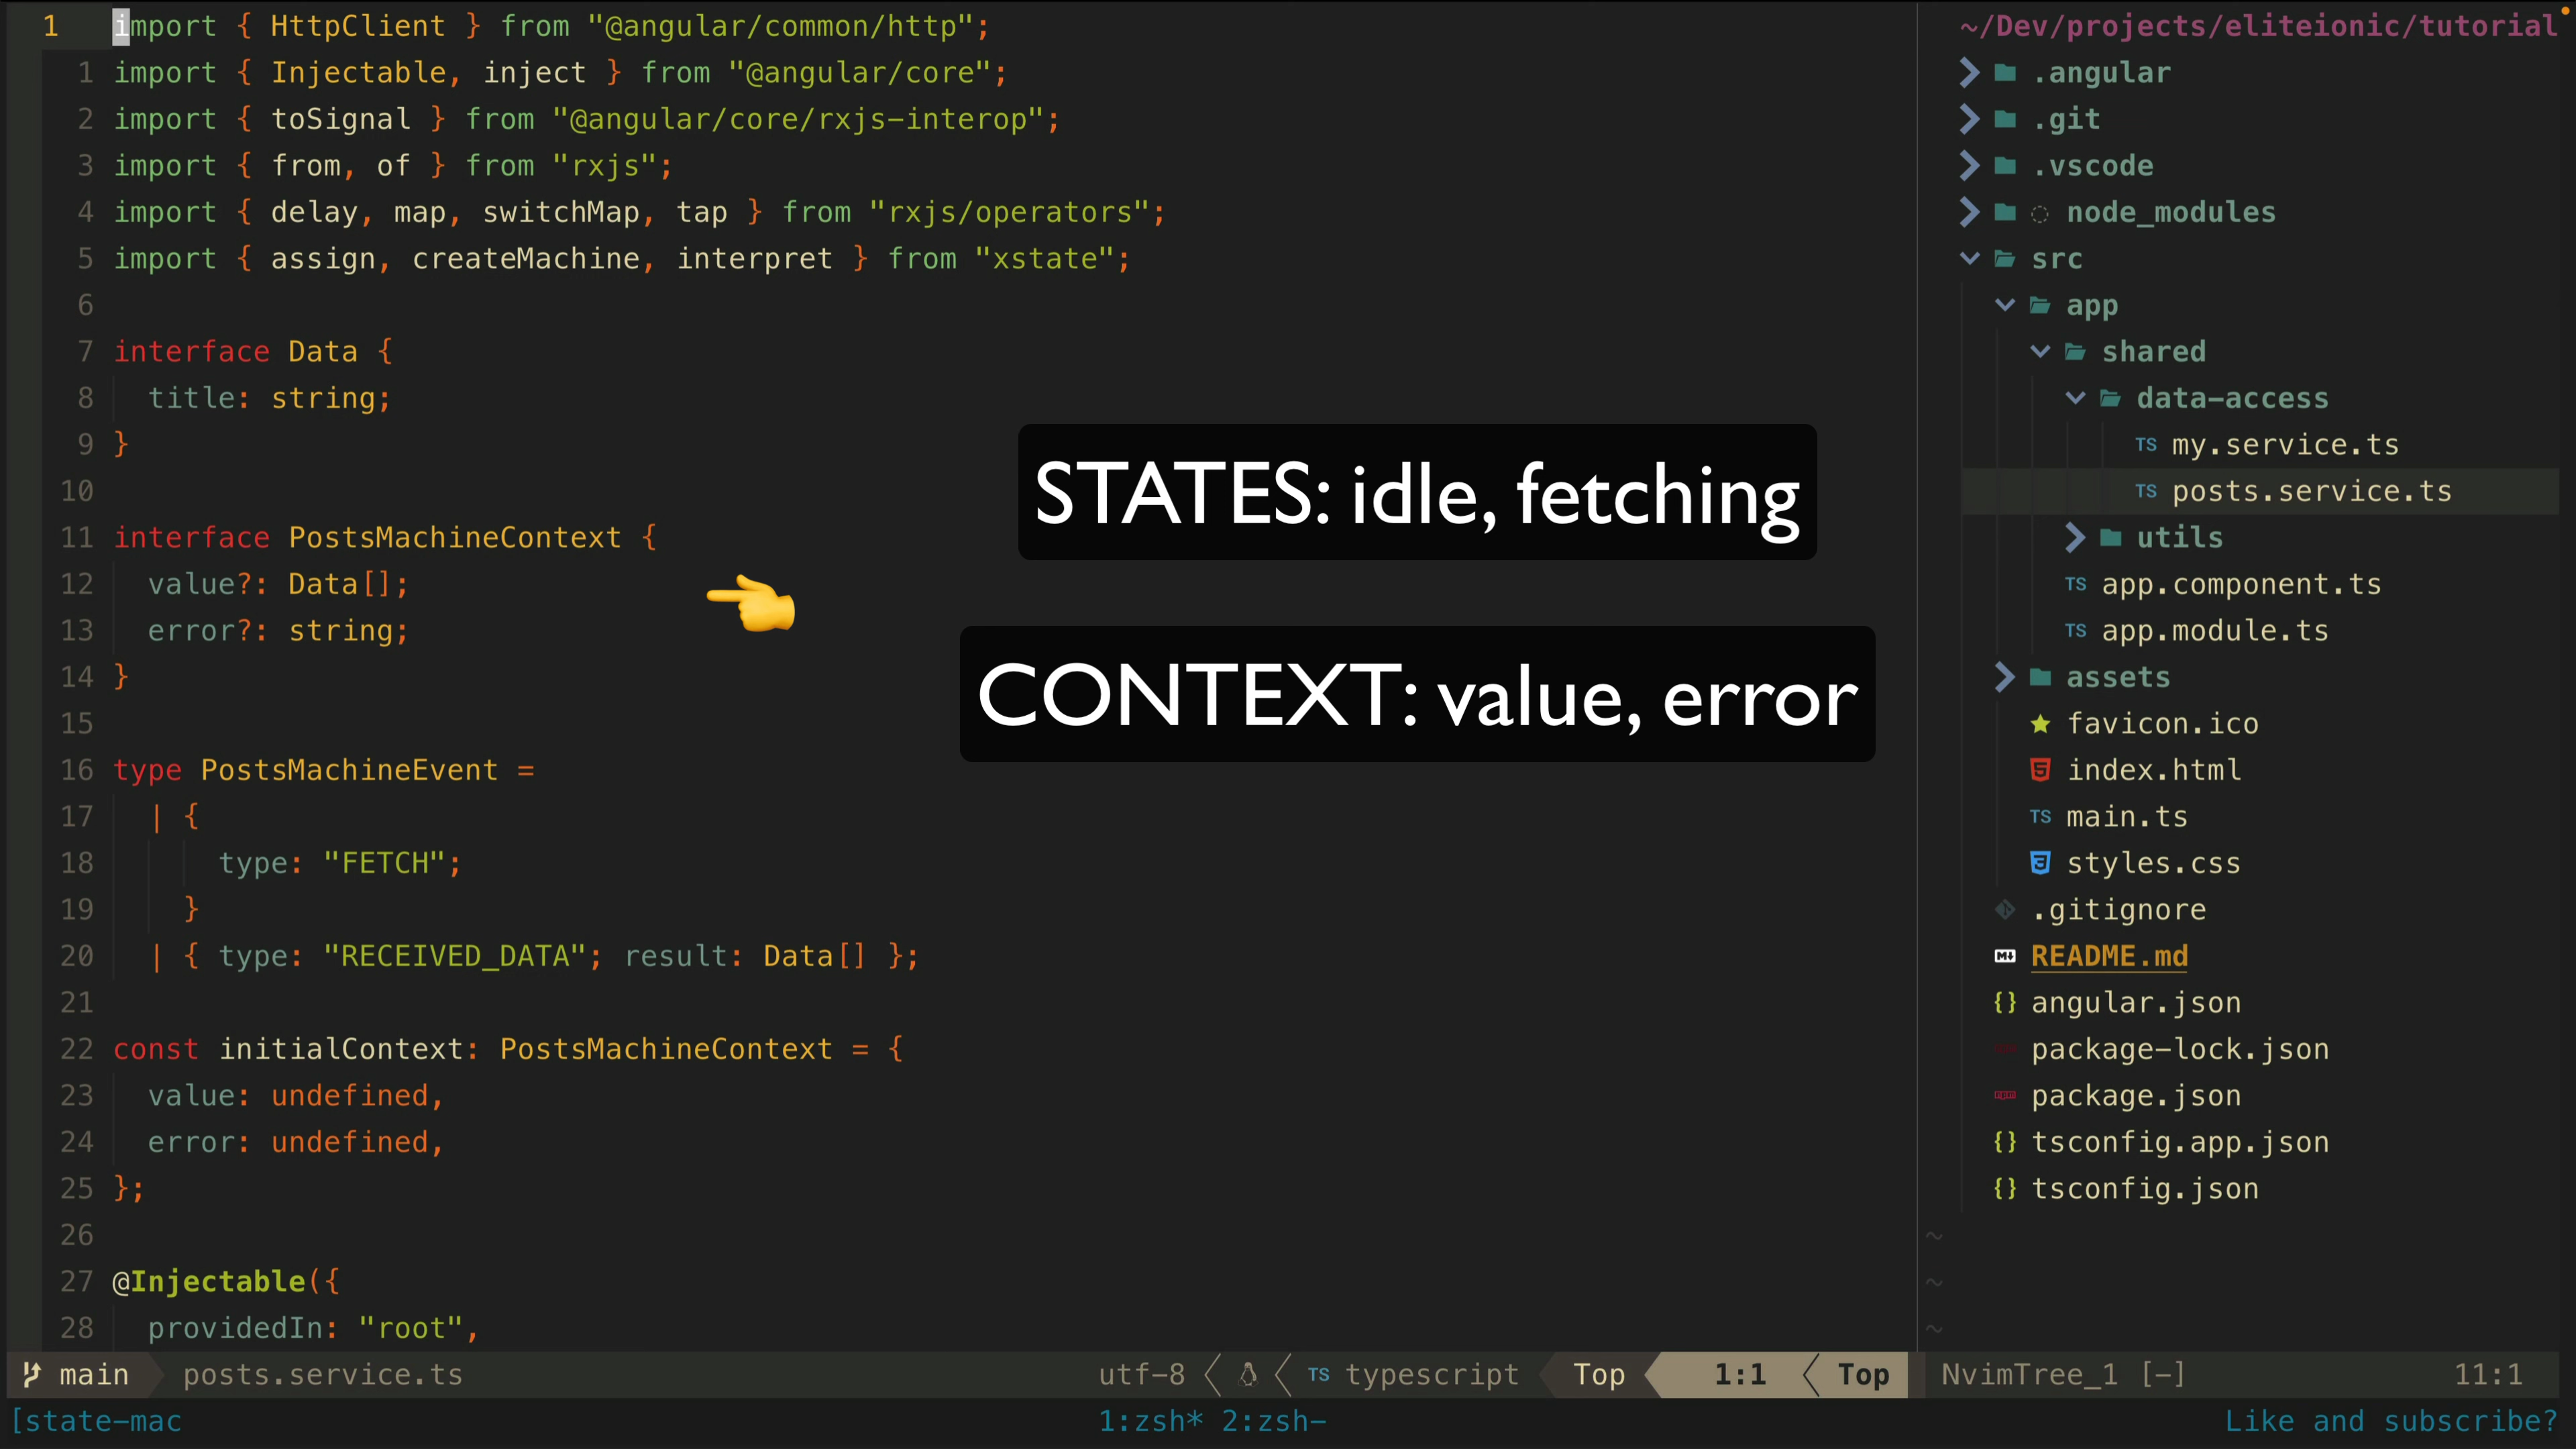 1 import { HttpClient } from "@angular/common/http";
1 import { Injectable, inject } from "@angular/core";
2 import { toSignal } from "@angular/core/rxjs-interop";
3 import { from, of } from "rxjs";
4 import { delay, map, switchMap, tap } from "rxjs/operators";
5 import { assign, createMachine, interpret } from "xstate";
6
7 interface Data {
8 title: string;
9 }
10
11 interface PostsMachineContext {
12 value?: Data[];
13 error?: string;
14 }
15
16 type PostsMachineEvent =
17 | {
18 type: "FETCH";
19 }
20 | { type: "RECEIVED_DATA"; result: Data[] };
21
22 const initialContext: PostsMachineContext = {
23 value: undefined,
24 error: undefined,
25 };
26
27 @Injectable({
28 providedIn: "root",
STATES: idle, fetching
CONTEXT: value, error
~/Dev/projects/eliteionic/tutorial
.angular
.git
.vscode
node_modules
src
app
shared
data-access
TS my.service.ts
TS posts.service.ts
utils
TS app.component.ts
TS app.module.ts
assets
favicon.ico
index.html
TS main.ts
styles.css
.gitignore
README.md
{} angular.json
package-lock.json
package.json
{} tsconfig.app.json
{} tsconfig.json
~
~
~
main posts.service.ts utf-8 TS typescript Top 1:1 Top
NvimTree_1 [-] 11:1
[state-mac 1:zsh* 2:zsh- Like and subscribe?